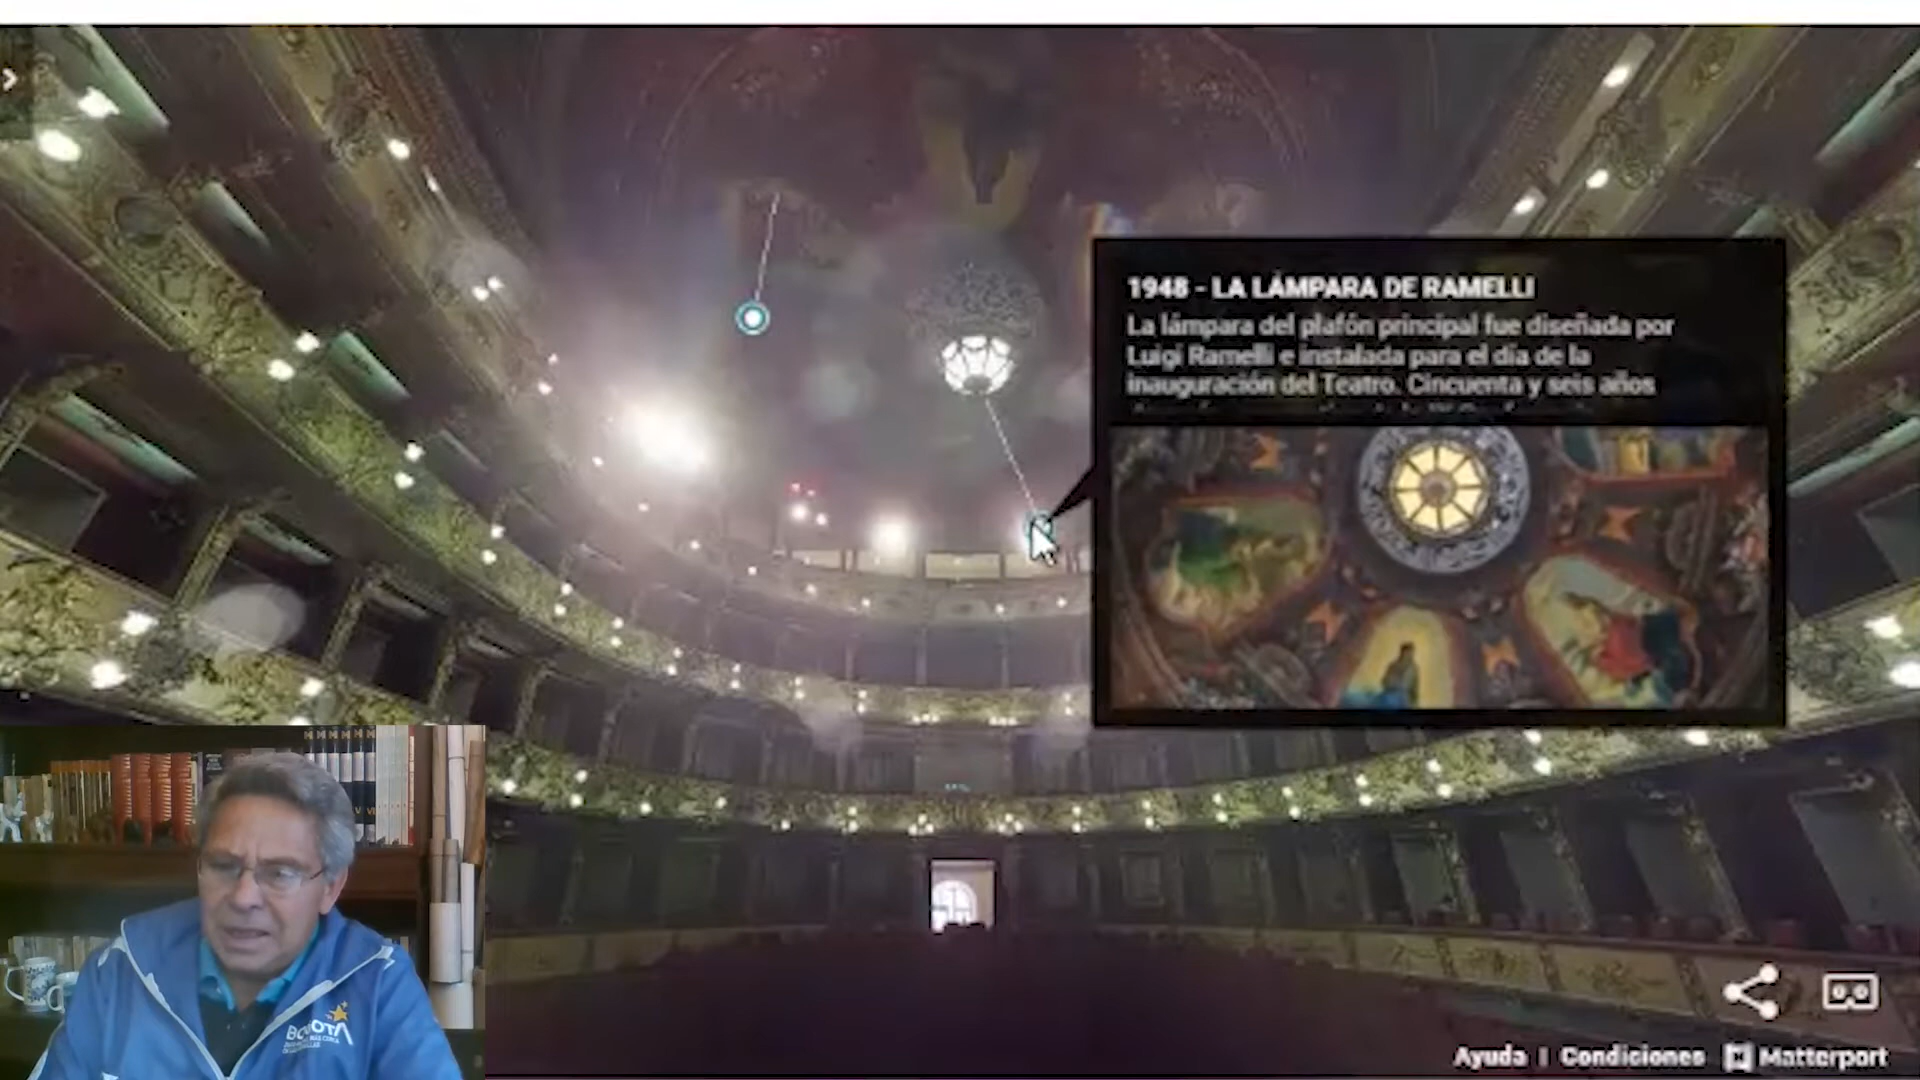 1948 - LA LÁMPARA DE RAMELLI
La lámpara del plafón principal fue diseñada por
Luigi Ramelli e instalada para el día de la
inauguración del Teatro. Cincuenta y seis años
BOGOTÁ
Ayuda | Condiciones Matterport